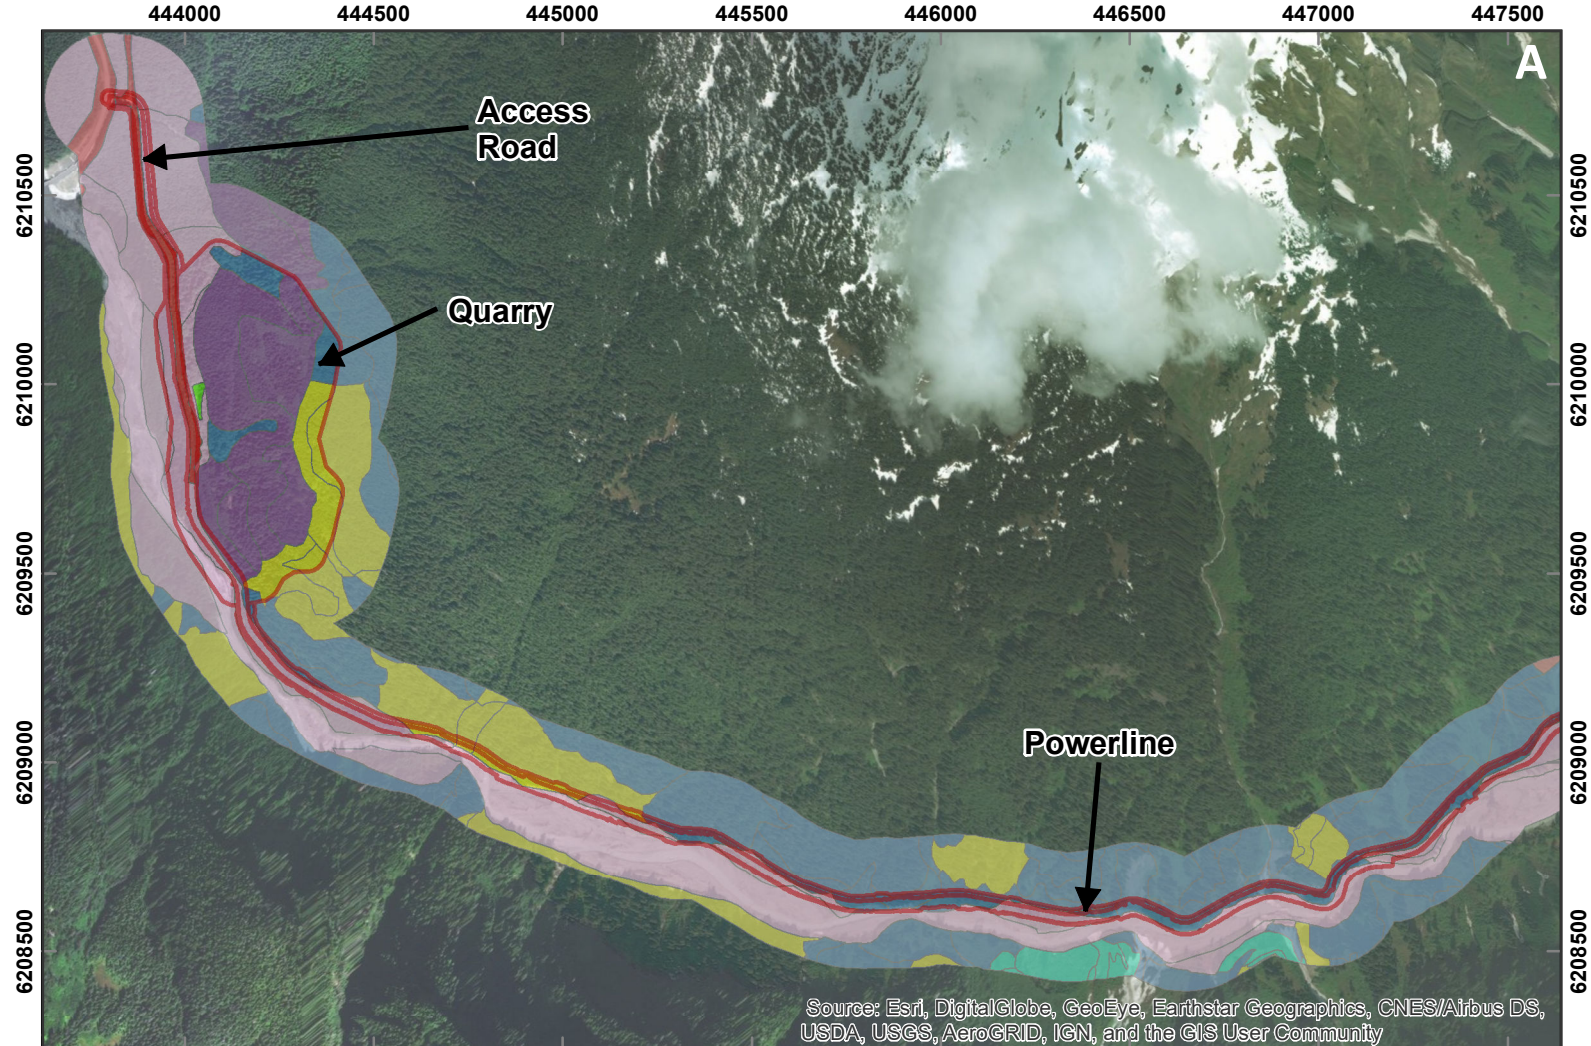 444000 444500 445000 445500 446000 446500 447000 447500
A
Access
Road
Quarry
Powerline
6210500
6210000
6209500
6209000
6208500
6210500
6210000
6209500
6209000
6208500
Source: Esri, DigitalGlobe, GeoEye, Earthstar Geographics, CNES/Airbus DS,
USDA, USGS, AeroGRID, IGN, and the GIS User Community